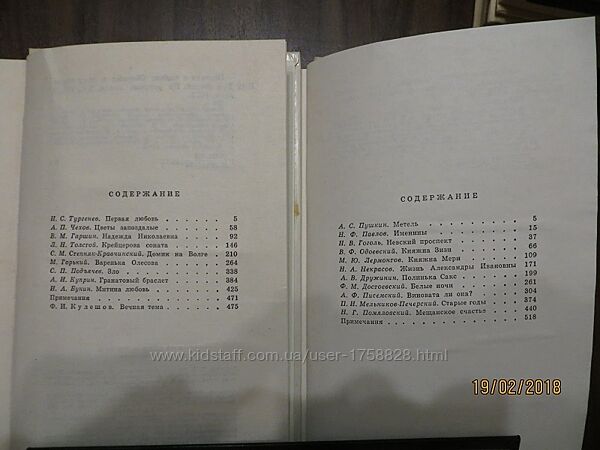 СОДЕРЖАНИЕ
И. С. Тургенев. Первая любовь 5
А. П. Чехов. Цветы запоздалые 58
В. М. Гаршин. Надежда Николаевна 92
Л. Н. Толстой. Крейцерова соната 146
С. М. Степняк-Кравчинский. Домик на Волге 210
М. Горький. Варенька Олесова 264
С. П. Подъячев. Зло 338
А. И. Куприн. Гранатовый браслет 384
И. А. Бунин. Митина любовь 425
Примечания 471
Ф. И. Кулешов. Вечная тема 475
СОДЕРЖАНИЕ
А. С. Пушкин. Метель 5
Н. Ф. Павлов. Именины 15
Н. В. Гоголь. Невский проспект 37
В. Ф. Одоевский. Княжна Зизи 66
М. Ю. Лермонтов. Княжна Мери 109
Н. А. Некрасов. Жизнь Александры Ивановны 171
А. В. Дружинин. Полинька Сакс 199
Ф. М. Достоевский. Белые ночи 261
А. Ф. Писемский. Виновата ли она? 304
П. И. Мельников-Печерский. Старые годы 374
Н. Г. Помяловский. Мещанское счастье 440
Примечания 518
www.kidstaff.com.ua/user-1758828.html
19/02/2018